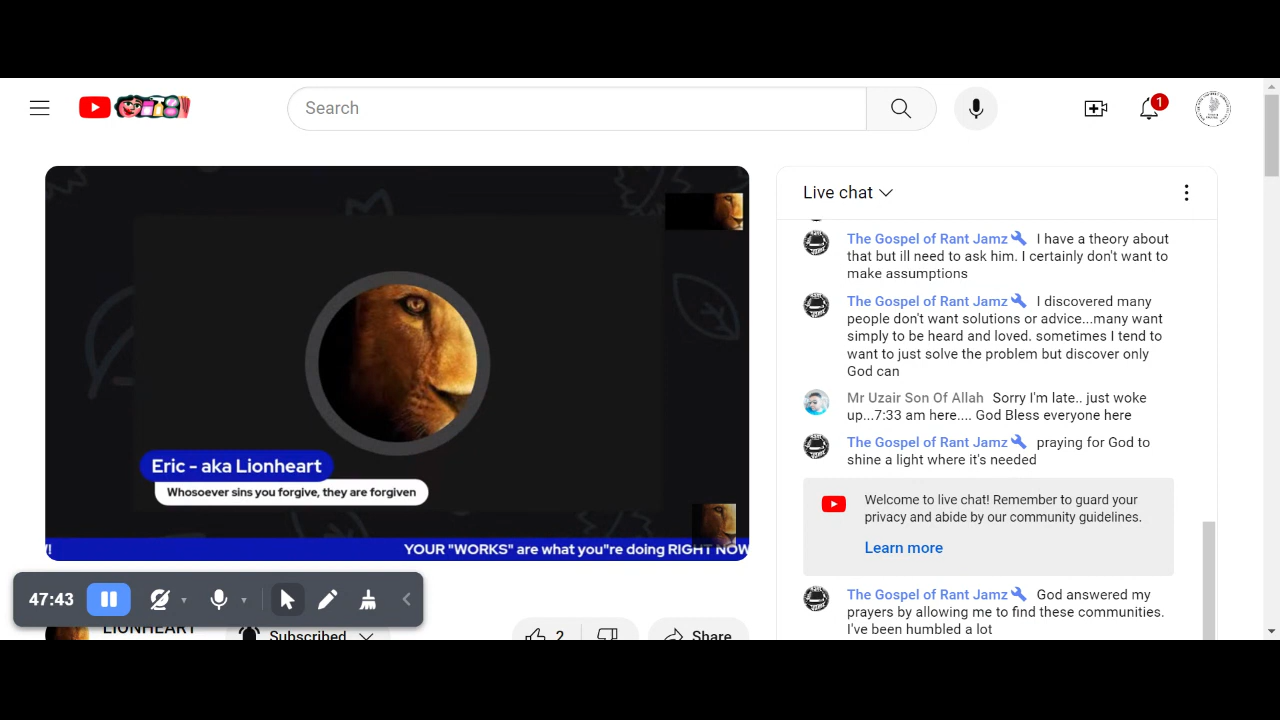 Search
1
Live chat
The Gospel of Rant Jamz I have a theory about
that but ill need to ask him. I certainly don't want to
make assumptions
The Gospel of Rant Jamz I discovered many
people don't want solutions or advice...many want
simply to be heard and loved. sometimes I tend to
want to just solve the problem but discover only
God can
Mr Uzair Son Of Allah Sorry I'm late.. just woke
up...7:33 am here.... God Bless everyone here
The Gospel of Rant Jamz praying for God to
shine a light where it's needed
Welcome to live chat! Remember to guard your
privacy and abide by our community guidelines.
Learn more
The Gospel of Rant Jamz God answered my
prayers by allowing me to find these communities.
I've been humbled a lot
Eric - aka Lionheart
Whosoever sins you forgive, they are forgiven
! YOUR "WORKS" are what you"re doing RIGHT NOW
47:43
LIONHEART
Subscribed
2
Share